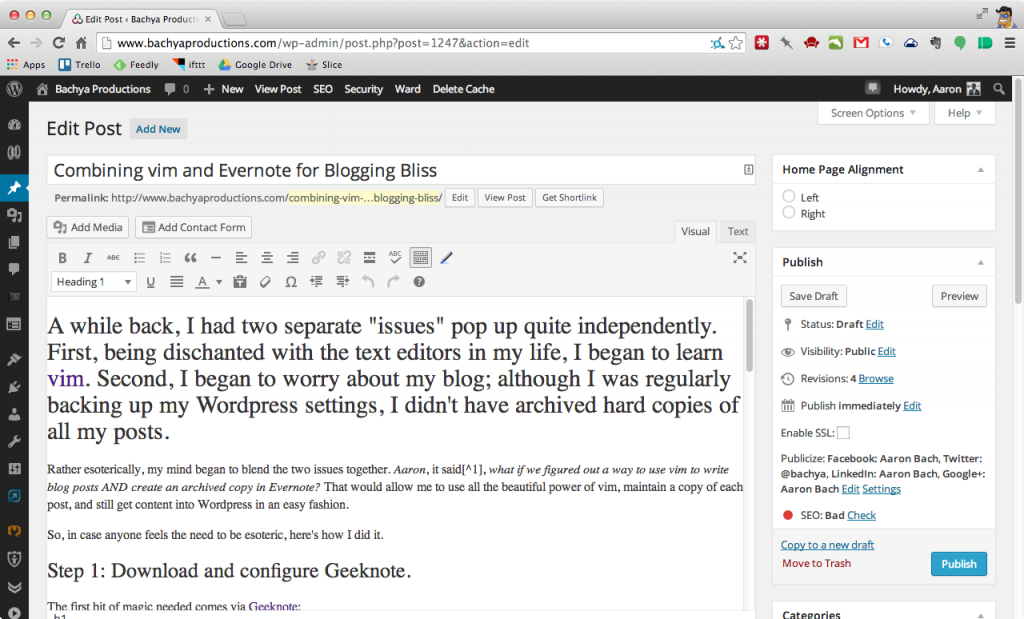 Edit Post ‹ Bachya Producti
www.bachyaproductions.com/wp-admin/post.php?post=1247&action=edit
Apps Trello Feedly ifttt Google Drive Slice
Bachya Productions 0 + New View Post SEO Security Ward Delete Cache Howdy, Aaron
Screen Options Help
Edit Post Add New
Combining vim and Evernote for Blogging Bliss
Permalink: http://www.bachyaproductions.com/combining-vim-...blogging-bliss/ Edit View Post Get Shortlink
Add Media Add Contact Form
Visual Text
B I ABC ABC
Heading 1 U A Ω
A while back, I had two separate "issues" pop up quite independently.
First, being dischanted with the text editors in my life, I began to learn
vim. Second, I began to worry about my blog; although I was regularly
backing up my Wordpress settings, I didn't have archived hard copies of
all my posts.
Rather esoterically, my mind began to blend the two issues together. Aaron, it said[^1], what if we figured out a way to use vim to write
blog posts AND create an archived copy in Evernote? That would allow me to use all the beautiful power of vim, maintain a copy of each
post, and still get content into Wordpress in an easy fashion.
So, in case anyone feels the need to be esoteric, here's how I did it.
Step 1: Download and configure Geeknote.
The first bit of magic needed comes via Geeknote:
h1
Home Page Alignment
Left
Right
Publish
Save Draft Preview
Status: Draft Edit
Visibility: Public Edit
Revisions: 4 Browse
Publish immediately Edit
Enable SSL:
Publicize: Facebook: Aaron Bach, Twitter:
@bachya, LinkedIn: Aaron Bach, Google+:
Aaron Bach Edit Settings
SEO: Bad Check
Copy to a new draft
Move to Trash
Publish
Categories